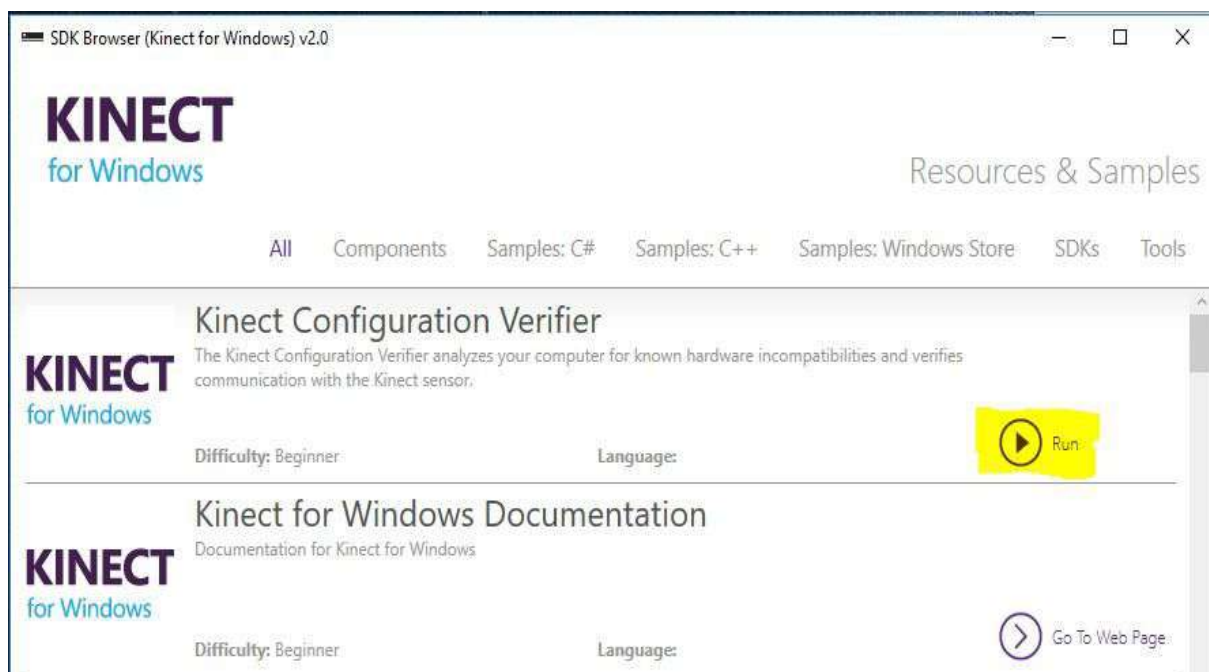 SDK Browser (Kinect for Windows) v2.0
KINECT
for Windows
Resources & Samples
All Components Samples: C# Samples: C++ Samples: Windows Store SDKs Tools
Kinect Configuration Verifier
The Kinect Configuration Verifier analyzes your computer for known hardware incompatibilities and verifies
communication with the Kinect sensor.
KINECT
for Windows
Run
Difficulty: Beginner Language:
Kinect for Windows Documentation
Documentation for Kinect for Windows
KINECT
for Windows
Go To Web Page
Difficulty: Beginner Language: